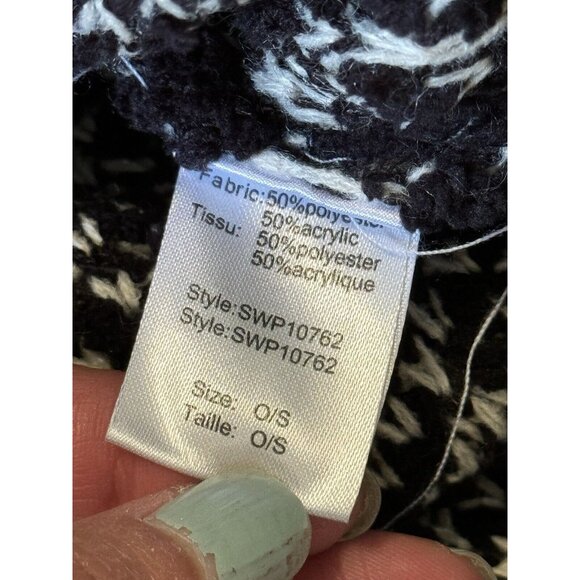 Fabric:50%polyester
50%acrylic
Tissu: 50%polyester
50%acrylique
Style:SWP10762
Style:SWP10762
Size: O/S
Taille: O/S